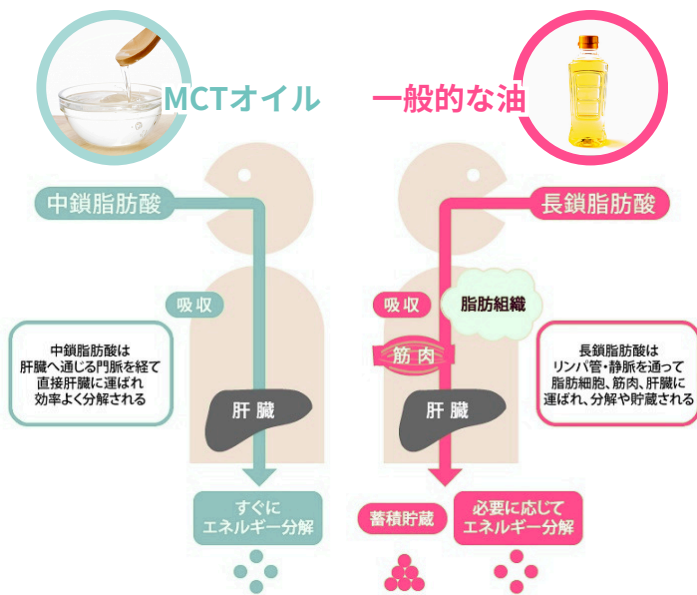 MCTオイル
一般的な油
中鎖脂肪酸
長鎖脂肪酸
吸収
吸収
脂肪組織
筋肉
中鎖脂肪酸は
肝臓へ通じる門脈を経て
直接肝臓に運ばれ
効率よく分解される
長鎖脂肪酸は
リンパ管・静脈を通って
脂肪細胞、筋肉、肝臓に
運ばれ、分解や貯蔵される
肝臓
肝臓
すぐに
エネルギー分解
蓄積貯蔵
必要に応じて
エネルギー分解